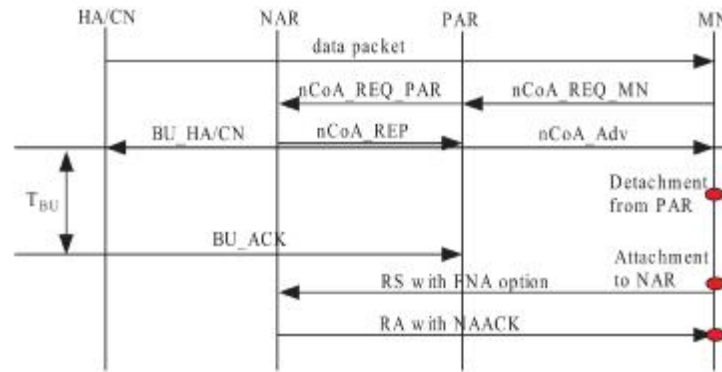 HA/CN NAR PAR MN
data packet
nCoA_REQ_PAR nCoA_REQ_MN
BU_HA/CN nCoA_REP nCoA_Adv
Detachment
from PAR
TBU
BU_ACK
Attachment
to NAR
RS with FNA option
RA with NAACK